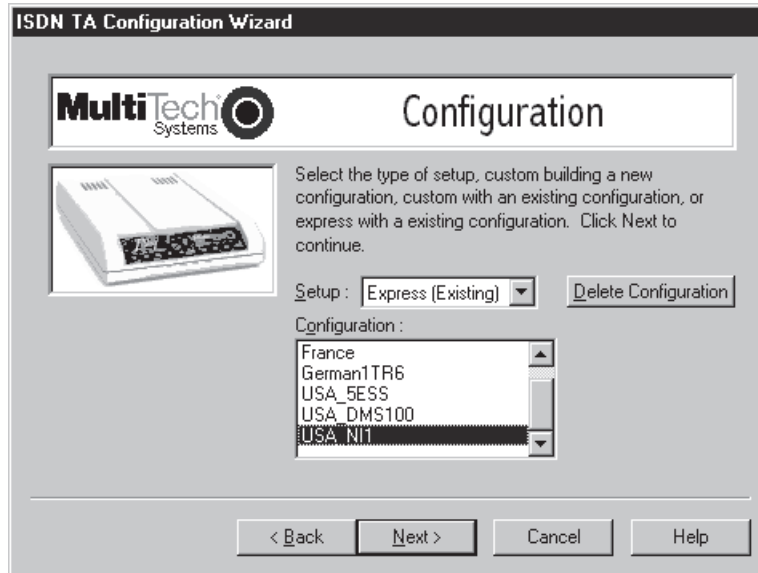 ISDN TA Configuration Wizard
MultiTech
Systems
Configuration
Select the type of setup, custom building a new
configuration, custom with an existing configuration, or
express with a existing configuration. Click Next to
continue.
Setup : Express (Existing) Delete Configuration
Configuration :
France
German1TR6
USA_5ESS
USA_DMS100
USA_NI1
< Back Next > Cancel Help